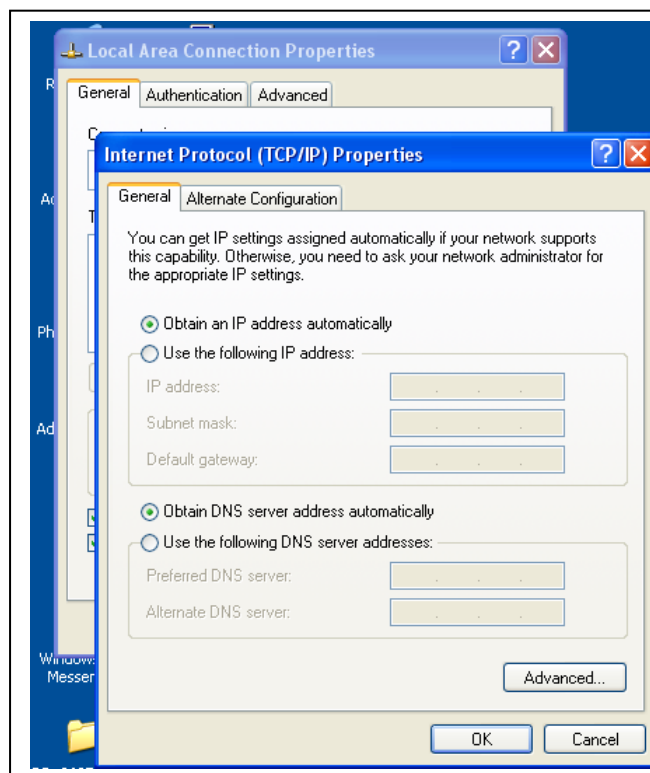 Local Area Connection Properties
General Authentication Advanced
Internet Protocol (TCP/IP) Properties
General Alternate Configuration
You can get IP settings assigned automatically if your network supports
this capability. Otherwise, you need to ask your network administrator for
the appropriate IP settings.
Obtain an IP address automatically
Use the following IP address:
IP address:
Subnet mask:
Default gateway:
Obtain DNS server address automatically
Use the following DNS server addresses:
Preferred DNS server:
Alternate DNS server:
Advanced...
OK Cancel